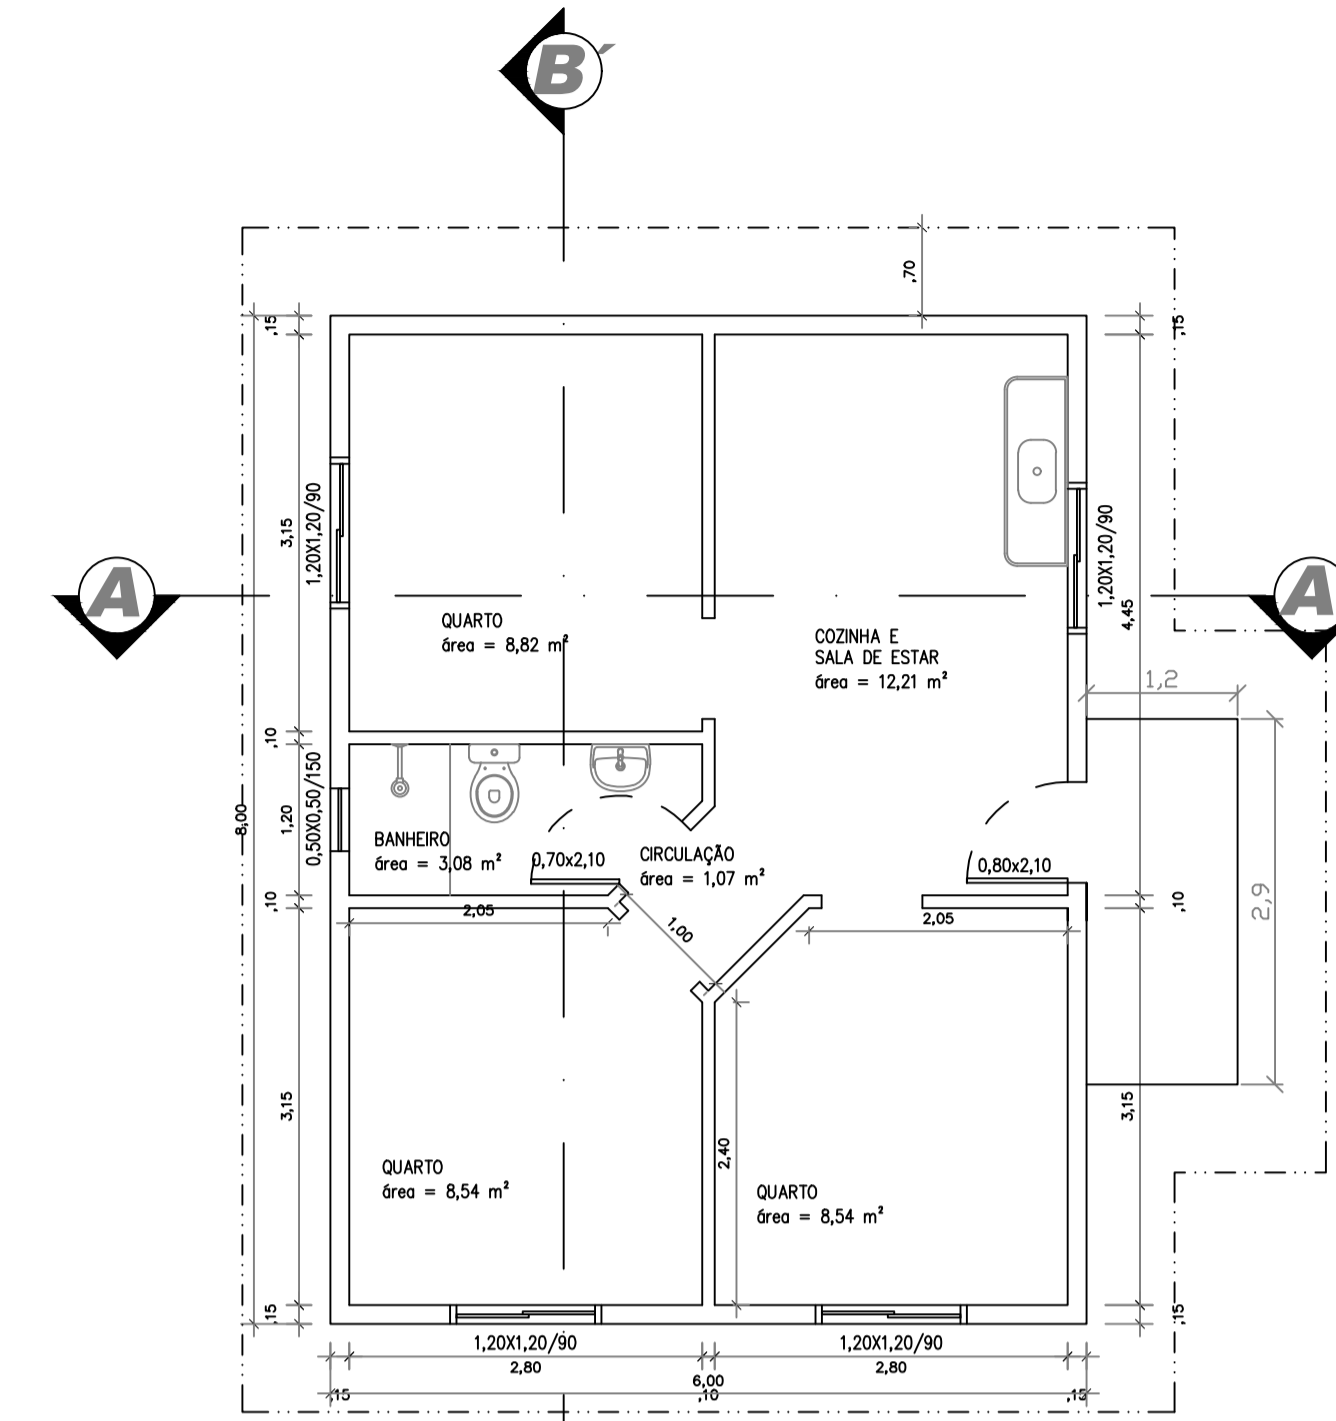 B´
,70
,15
,15
3,15
1,20X1,20/90
1,20X1,20/90
4,45
A
A
QUARTO
área = 8,82 m²
COZINHA E
SALA DE ESTAR
área = 12,21 m²
1,2
,10
8,00
1,20
0,50X0,50/150
BANHEIRO
área = 3,08 m²
0,70x2,10
CIRCULAÇÃO
área = 1,07 m²
0,80x2,10
,10
2,05
1,00
2,05
,10
2,9
3,15
2,40
3,15
QUARTO
área = 8,54 m²
QUARTO
área = 8,54 m²
,15
,15
1,20X1,20/90
1,20X1,20/90
2,80
2,80
6,00
,15
,10
,15